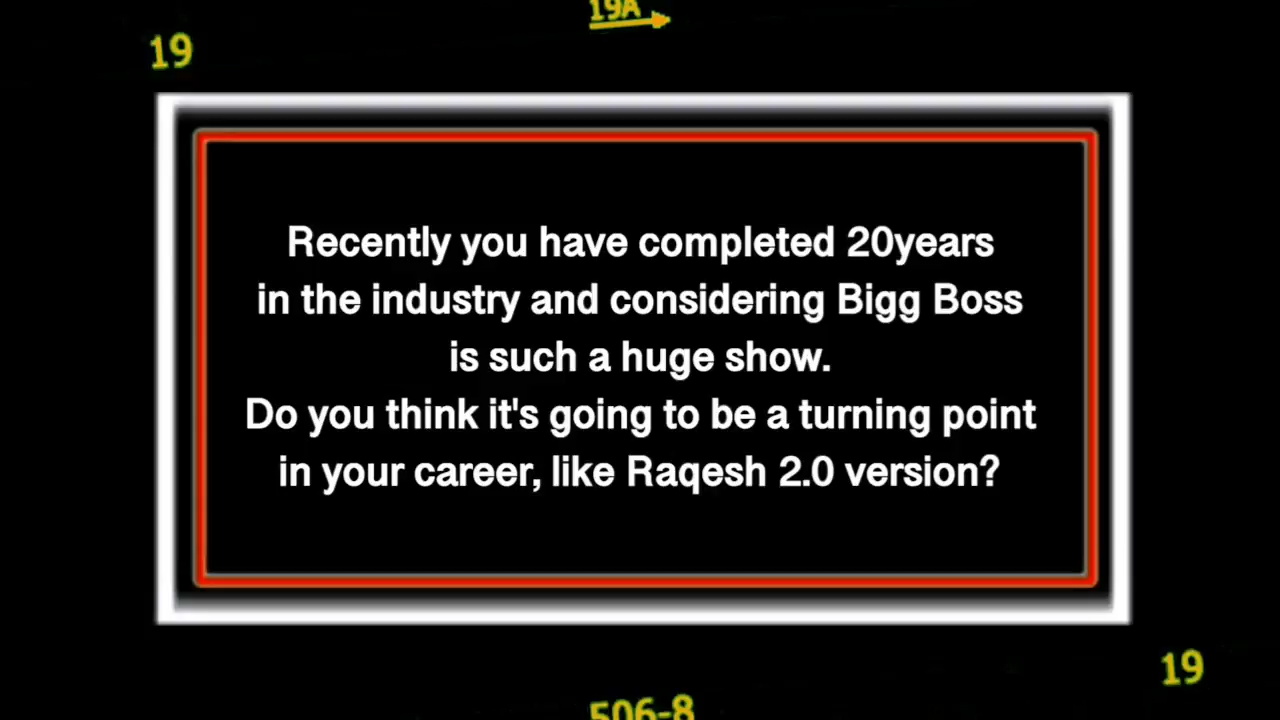 19A
19
Recently you have completed 20years
in the industry and considering Bigg Boss
is such a huge show.
Do you think it's going to be a turning point
in your career, like Raqesh 2.0 version?
19
506-8